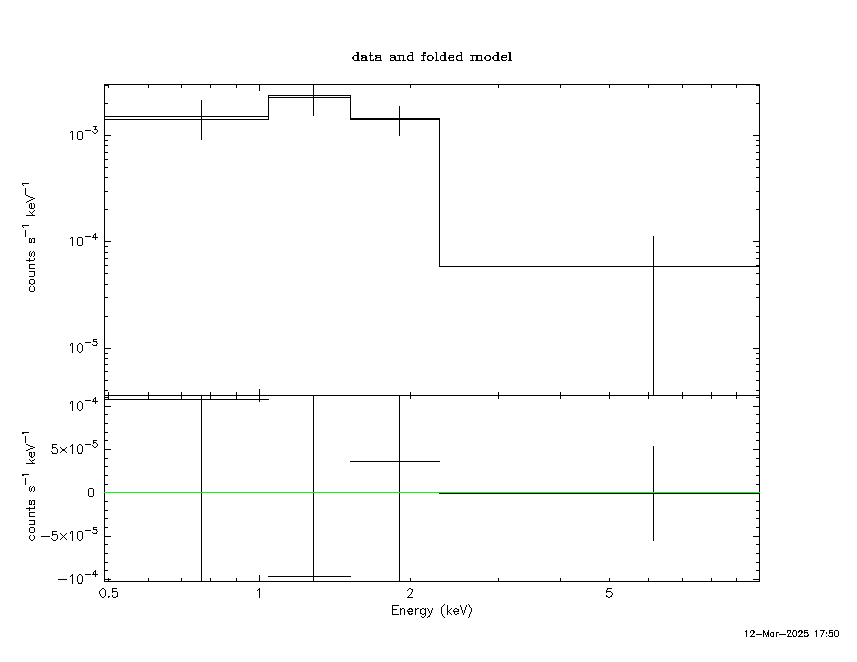 data and folded model
counts s⁻¹ keV⁻¹
10⁻³
10⁻⁴
10⁻⁵
counts s⁻¹ keV⁻¹
10⁻⁴
5×10⁻⁵
0
−5×10⁻⁵
−10⁻⁴
0.5 1 2 5
Energy (keV)
12−Mar−2025 17:50